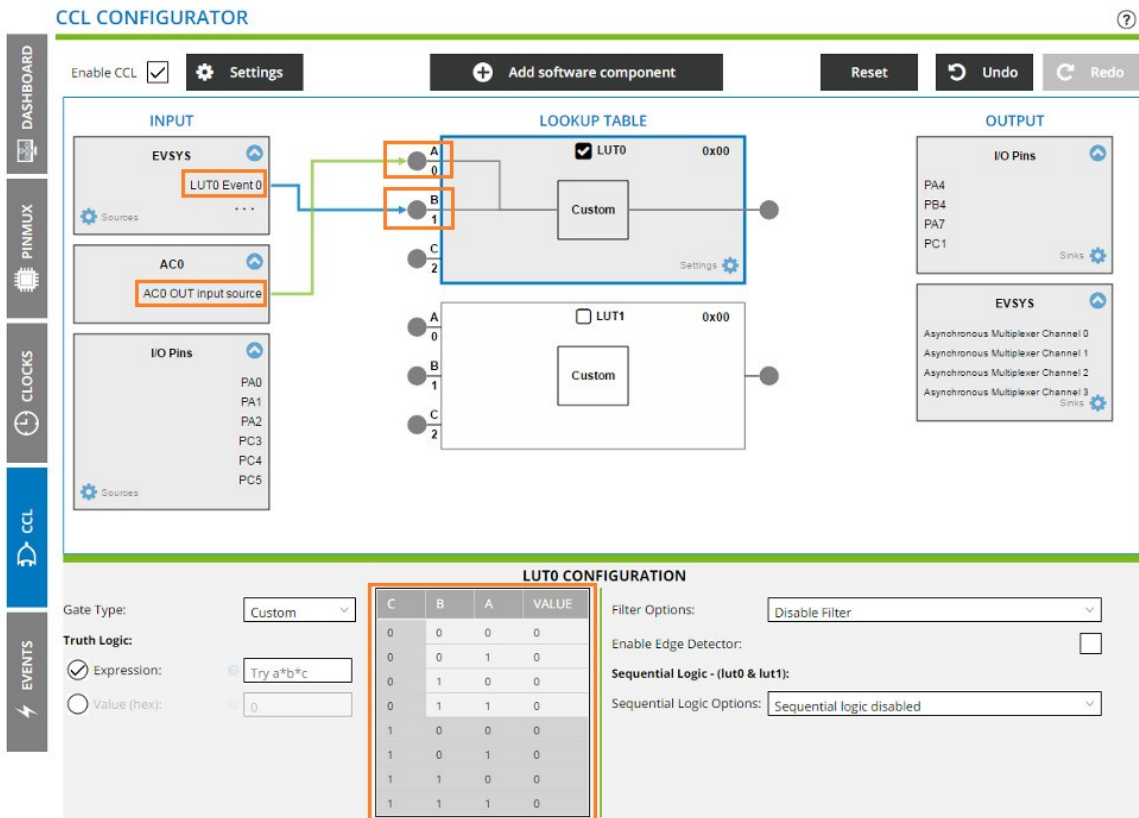 CCL CONFIGURATOR
?
DASHBOARD
PINMUX
CLOCKS
CCL
EVENTS
Enable CCL
Settings
Add software component
Reset
Undo
Redo
INPUT
LOOKUP TABLE
OUTPUT
EVSYS
LUT0 Event 0
...
Sources
AC0
AC0 OUT input source
I/O Pins
PA0
PA1
PA2
PC3
PC4
PC5
Sources
A
0
B
1
C
2
LUT0
0x00
Custom
Settings
A
0
B
1
C
2
LUT1
0x00
Custom
I/O Pins
PA4
PB4
PA7
PC1
Sinks
EVSYS
Asynchronous Multiplexer Channel 0
Asynchronous Multiplexer Channel 1
Asynchronous Multiplexer Channel 2
Asynchronous Multiplexer Channel 3
Sinks
LUT0 CONFIGURATION
Gate Type:
Custom
Truth Logic:
Expression:
? Try a*b*c
Value (hex):
? 0
C B A VALUE
0 0 0 0
0 0 1 0
0 1 0 0
0 1 1 0
1 0 0 0
1 0 1 0
1 1 0 0
1 1 1 0
Filter Options:
Disable Filter
Enable Edge Detector:
Sequential Logic - (lut0 & lut1):
Sequential Logic Options:
Sequential logic disabled